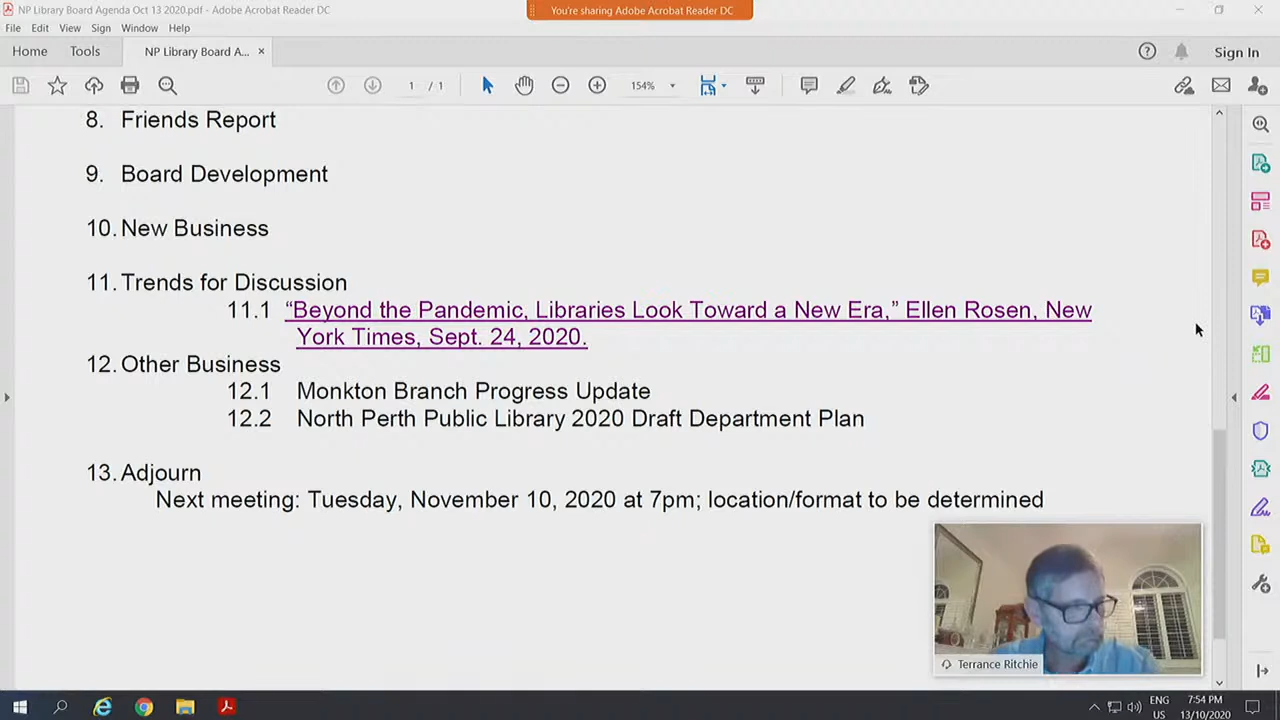 NP Library Board Agenda Oct 13 2020.pdf - Adobe Acrobat Reader DC
You're sharing Adobe Acrobat Reader DC
File Edit View Sign Window Help
Home Tools NP Library Board A... × Sign In
1 / 1 154%
8. Friends Report
9. Board Development
10. New Business
11. Trends for Discussion
11.1 “Beyond the Pandemic, Libraries Look Toward a New Era,” Ellen Rosen, New
York Times, Sept. 24, 2020.
12. Other Business
12.1 Monkton Branch Progress Update
12.2 North Perth Public Library 2020 Draft Department Plan
13. Adjourn
Next meeting: Tuesday, November 10, 2020 at 7pm; location/format to be determined
Terrance Ritchie
ENG 7:54 PM
US 13/10/2020